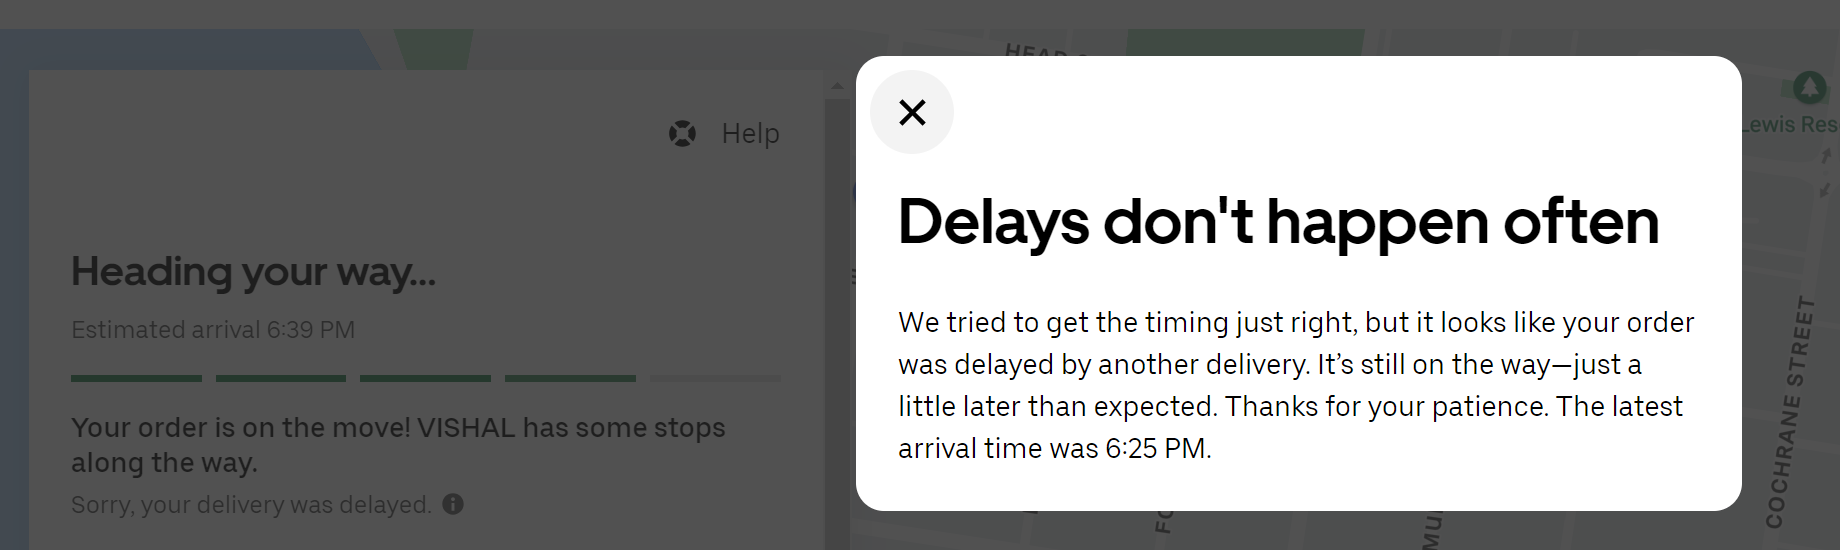 Help
Heading your way...
Estimated arrival 6:39 PM
Your order is on the move! VISHAL has some stops
along the way.
Sorry, your delivery was delayed.
Delays don't happen often
We tried to get the timing just right, but it looks like your order
was delayed by another delivery. It’s still on the way—just a
little later than expected. Thanks for your patience. The latest
arrival time was 6:25 PM.
HEAD
Lewis Res
COCHRANE STREET